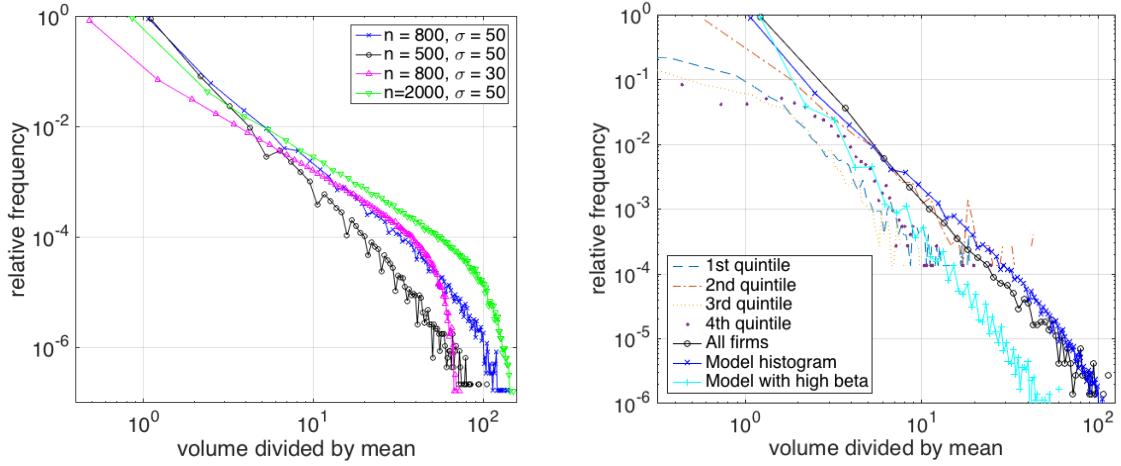 10^0
10^-2
10^-4
10^-6
10^0
10^1
10^2
relative frequency
volume divided by mean
n = 800, σ = 50
n = 500, σ = 50
n = 800, σ = 30
n=2000, σ = 50
10^0
10^-1
10^-2
10^-3
10^-4
10^-5
10^-6
10^0
10^1
10^2
relative frequency
volume divided by mean
1st quintile
2nd quintile
3rd quintile
4th quintile
All firms
Model histogram
Model with high beta